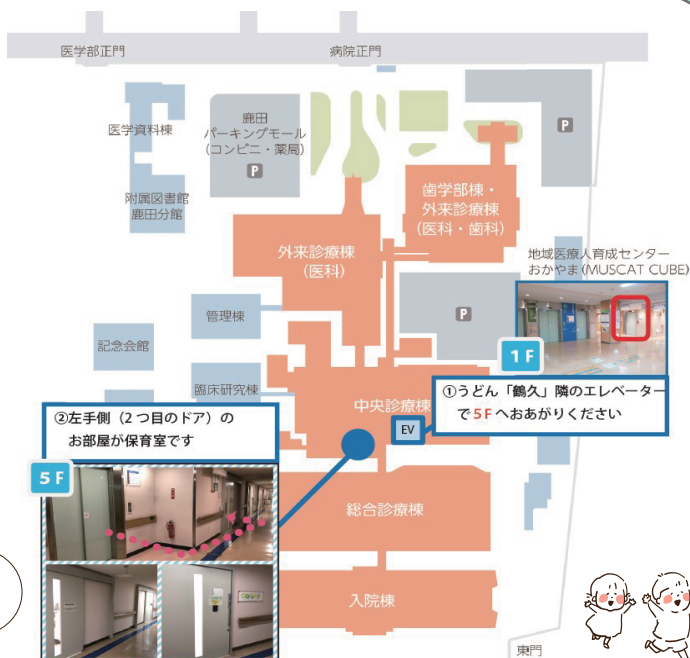 医学部正門
病院正門
医学資料棟
鹿田
パーキングモール
(コンビニ・薬局)
P
P
附属図書館
鹿田分館
歯学部棟・
外来診療棟
(医科・歯科)
外来診療棟
(医科)
地域医療人育成センター
おかやま(MUSCAT CUBE)
管理棟
P
記念会館
1F
臨床研究棟
中央診療棟
①うどん「鶴久」隣のエレベーター
で5Fへおあがりください
EV
②左手側(2つ目のドア)の
お部屋が保育室です
5F
総合診療棟
入院棟
東門